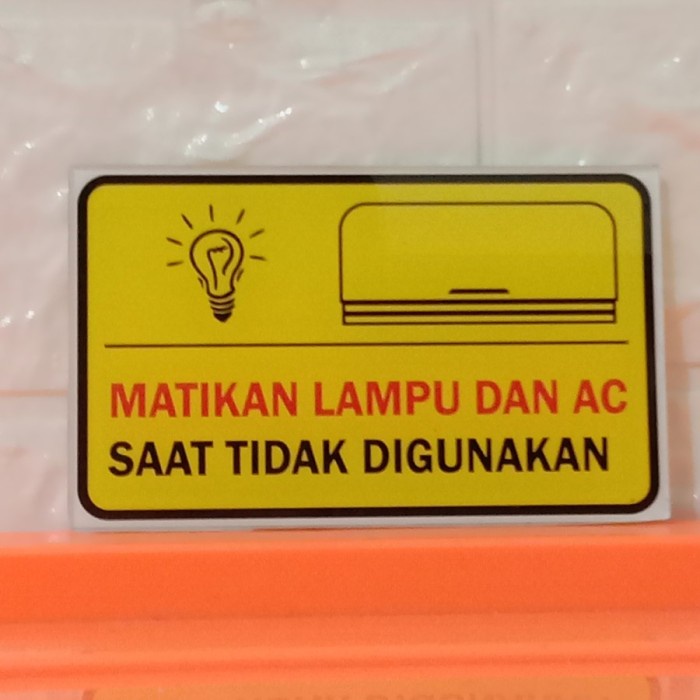 MATIKAN LAMPU DAN AC
SAAT TIDAK DIGUNAKAN